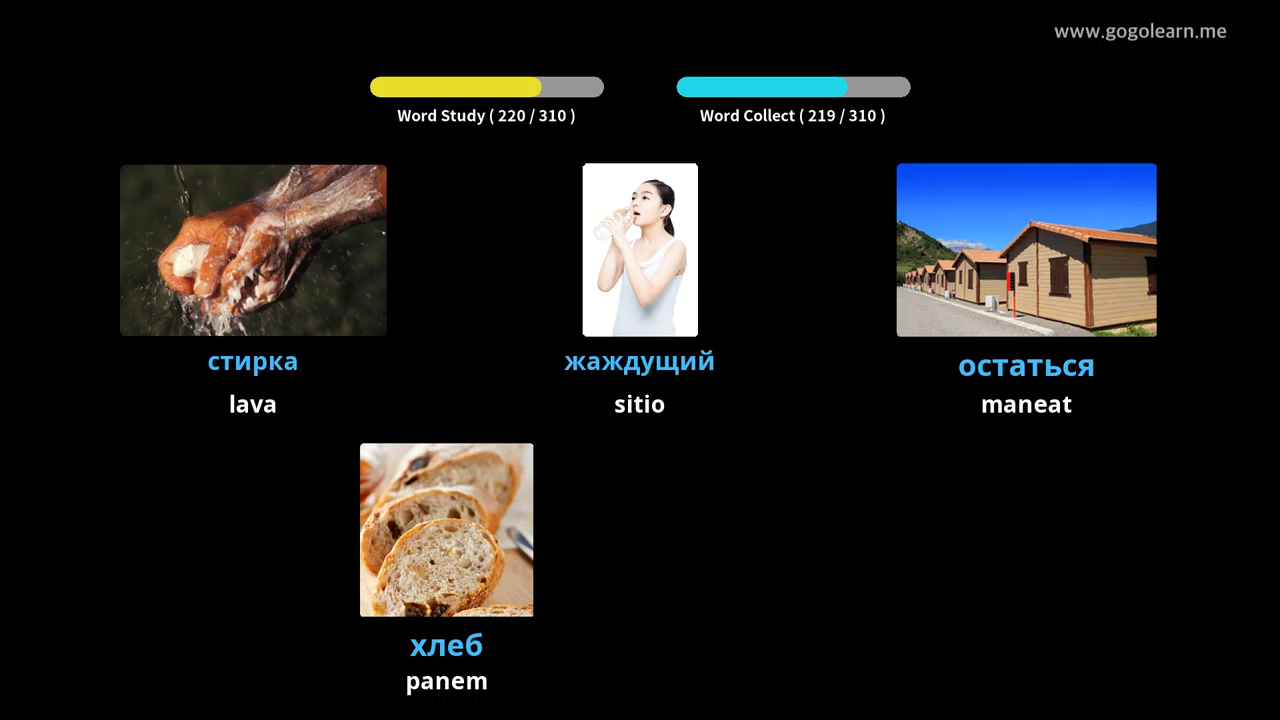 www.gogolearn.me
Word Study ( 220 / 310 )
Word Collect ( 219 / 310 )
стирка
lava
жаждущий
sitio
остаться
maneat
хлеб
panem